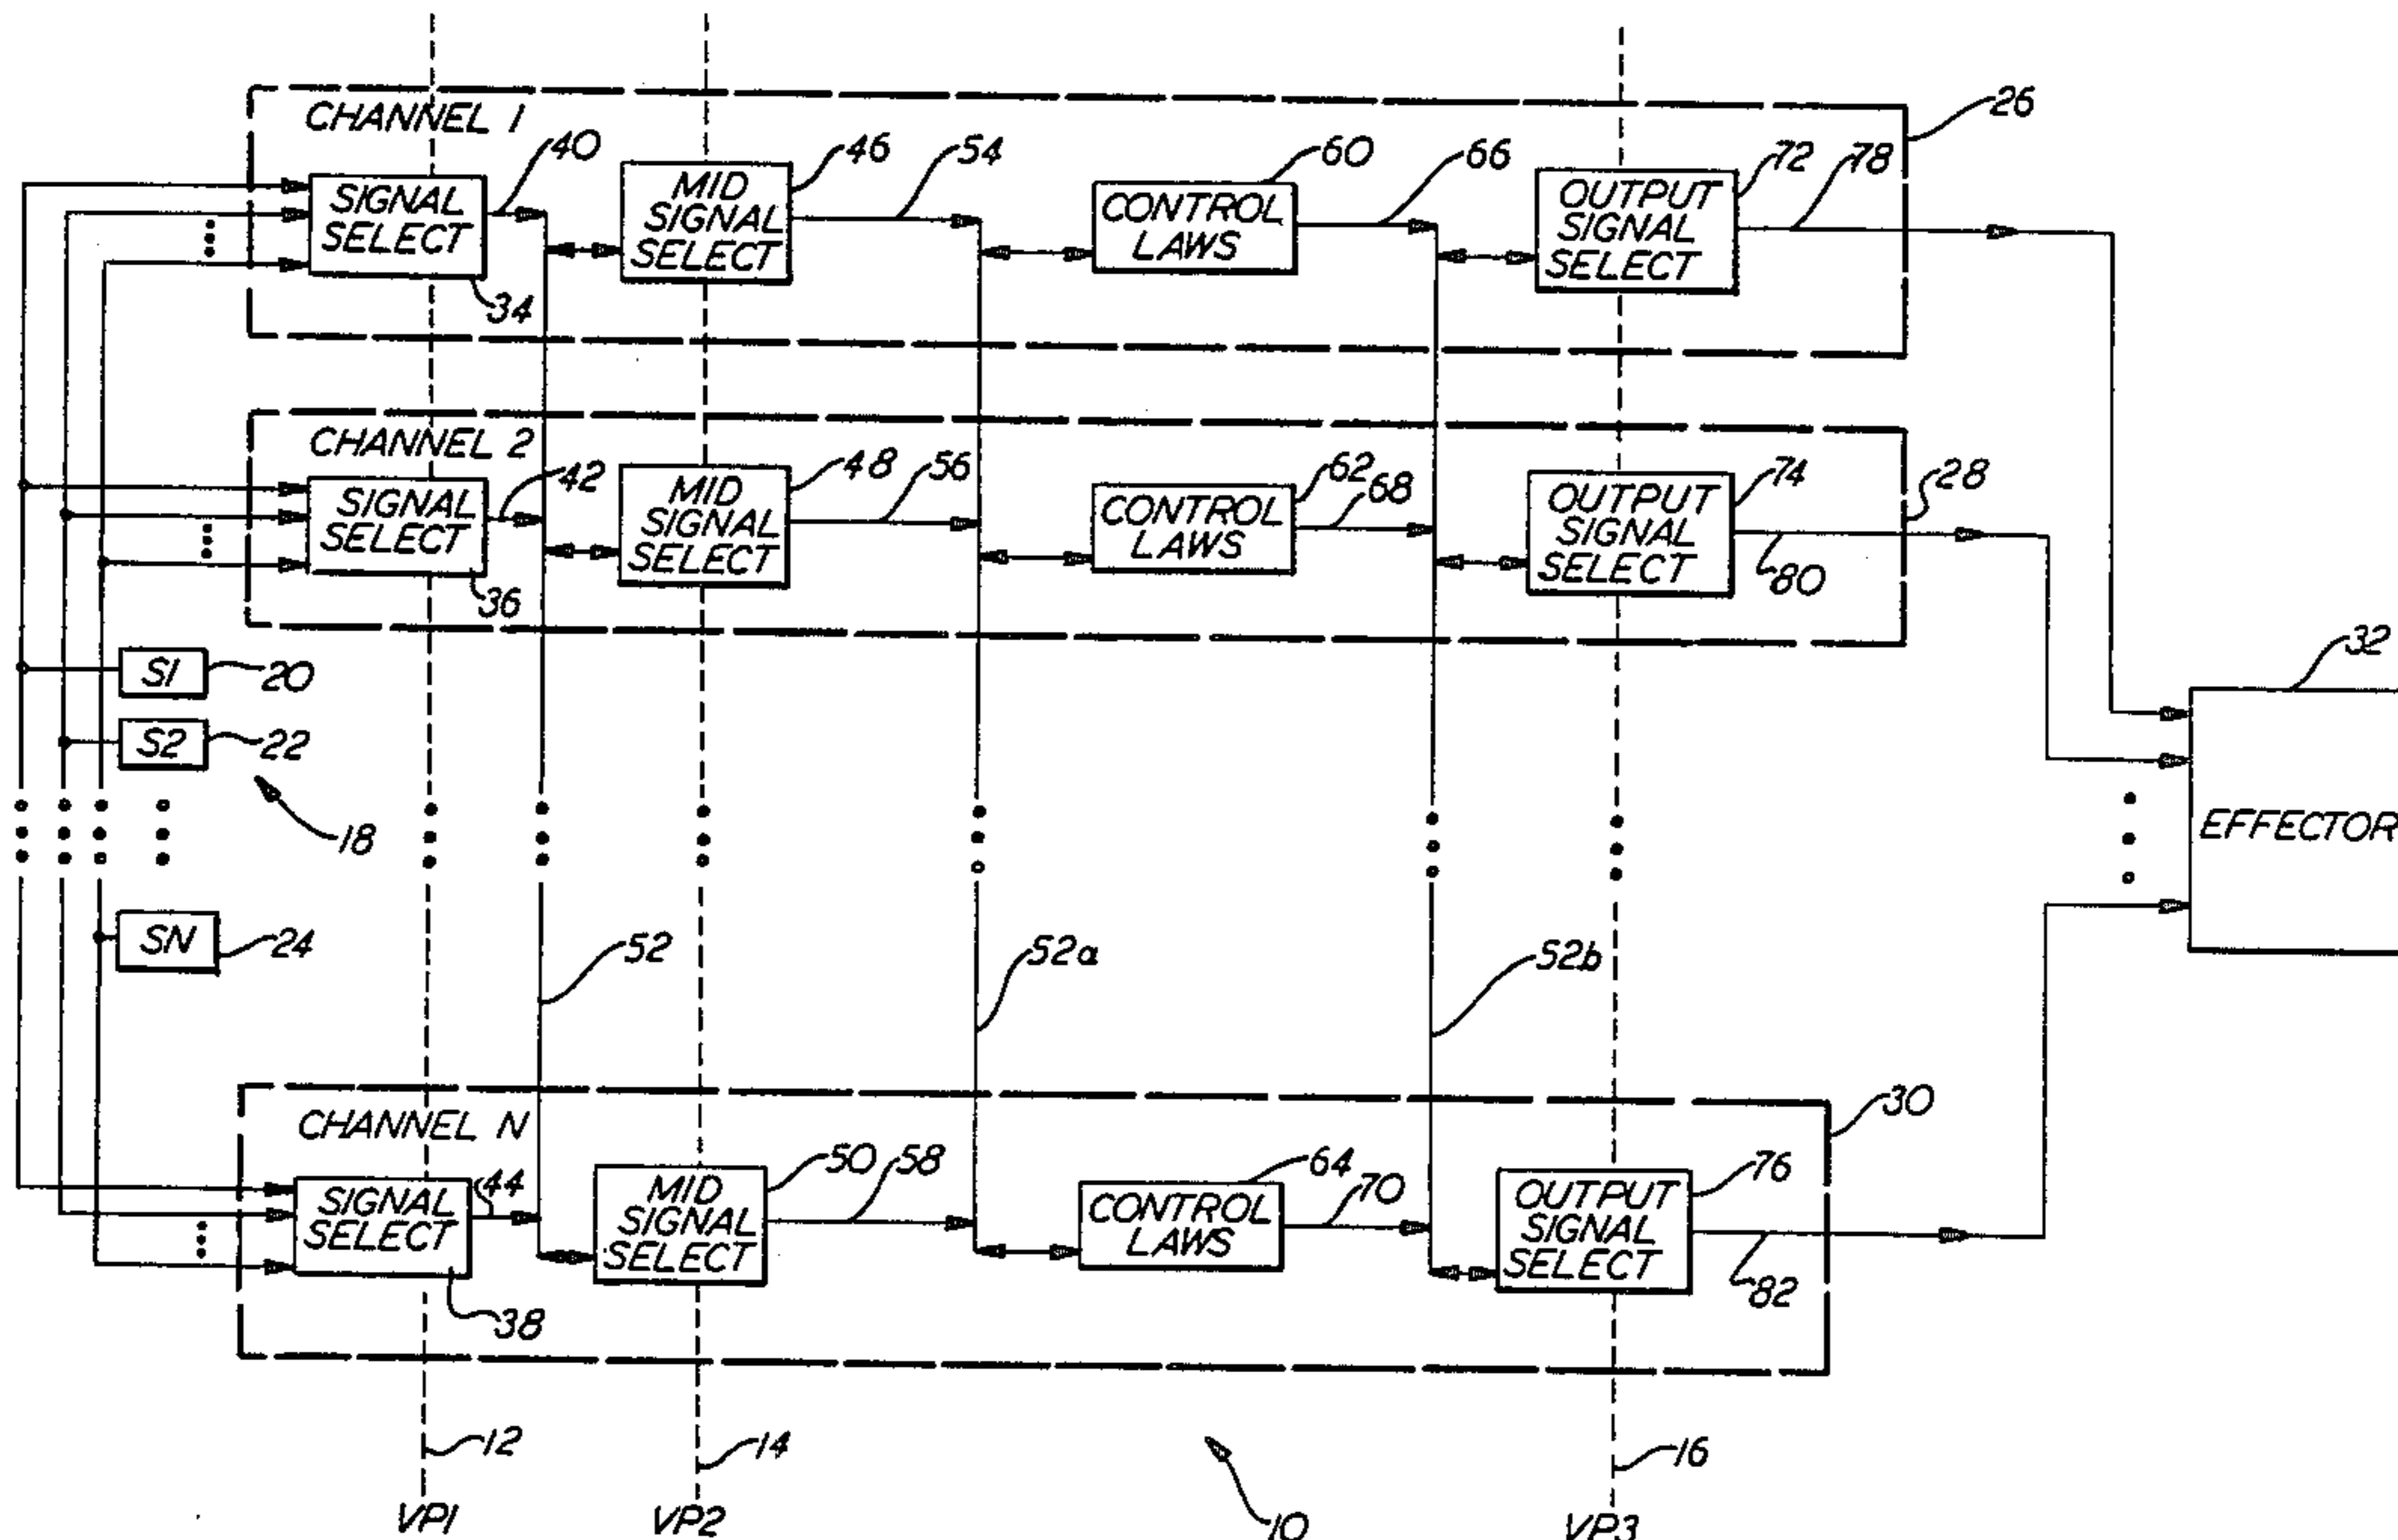 CHANNEL 1
26
40
46
54
60
66
72
78
SIGNAL
SELECT
MID
SIGNAL
SELECT
CONTROL
LAWS
OUTPUT
SIGNAL
SELECT
34
CHANNEL 2
42
48
56
62
68
74
28
SIGNAL
SELECT
MID
SIGNAL
SELECT
CONTROL
LAWS
OUTPUT
SIGNAL
SELECT
36
80
S1
20
S2
22
18
32
EFFECTOR
SN
24
52
52a
52b
CHANNEL N
30
44
50
58
64
70
76
SIGNAL
SELECT
MID
SIGNAL
SELECT
CONTROL
LAWS
OUTPUT
SIGNAL
SELECT
38
82
12
14
16
VP1
VP2
10
VP3